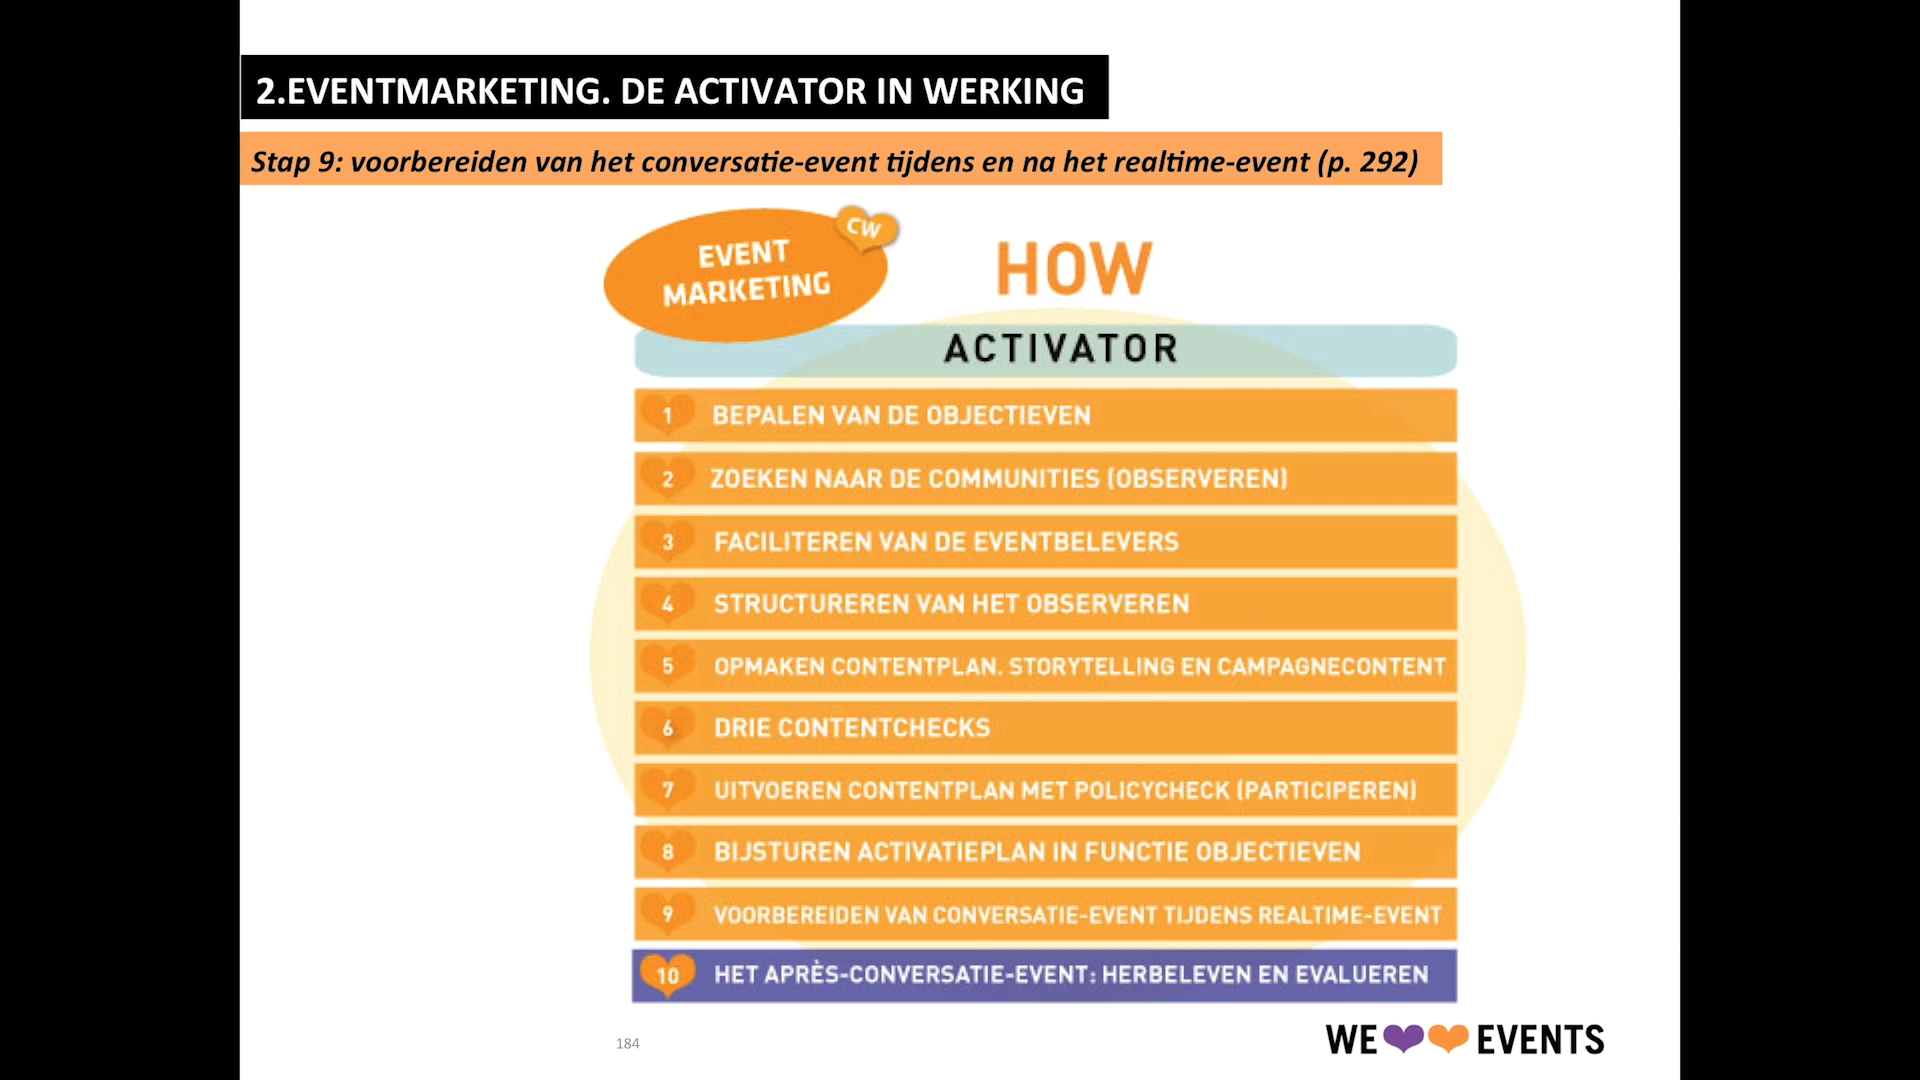 2.EVENTMARKETING. DE ACTIVATOR IN WERKING
Stap 9: voorbereiden van het conversatie-event tijdens en na het realtime-event (p. 292)
EVENT
MARKETING
CW
HOW
ACTIVATOR
1 BEPALEN VAN DE OBJECTIEVEN
2 ZOEKEN NAAR DE COMMUNITIES (OBSERVEREN)
3 FACILITEREN VAN DE EVENTBELEVERS
4 STRUCTUREREN VAN HET OBSERVEREN
5 OPMAKEN CONTENTPLAN. STORYTELLING EN CAMPAGNECONTENT
6 DRIE CONTENTCHECKS
7 UITVOEREN CONTENTPLAN MET POLICYCHECK (PARTICIPEREN)
8 BIJSTUREN ACTIVATIEPLAN IN FUNCTIE OBJECTIEVEN
9 VOORBEREIDEN VAN CONVERSATIE-EVENT TIJDENS REALTIME-EVENT
10 HET APRÈS-CONVERSATIE-EVENT: HERBELEVEN EN EVALUEREN
184
WE EVENTS